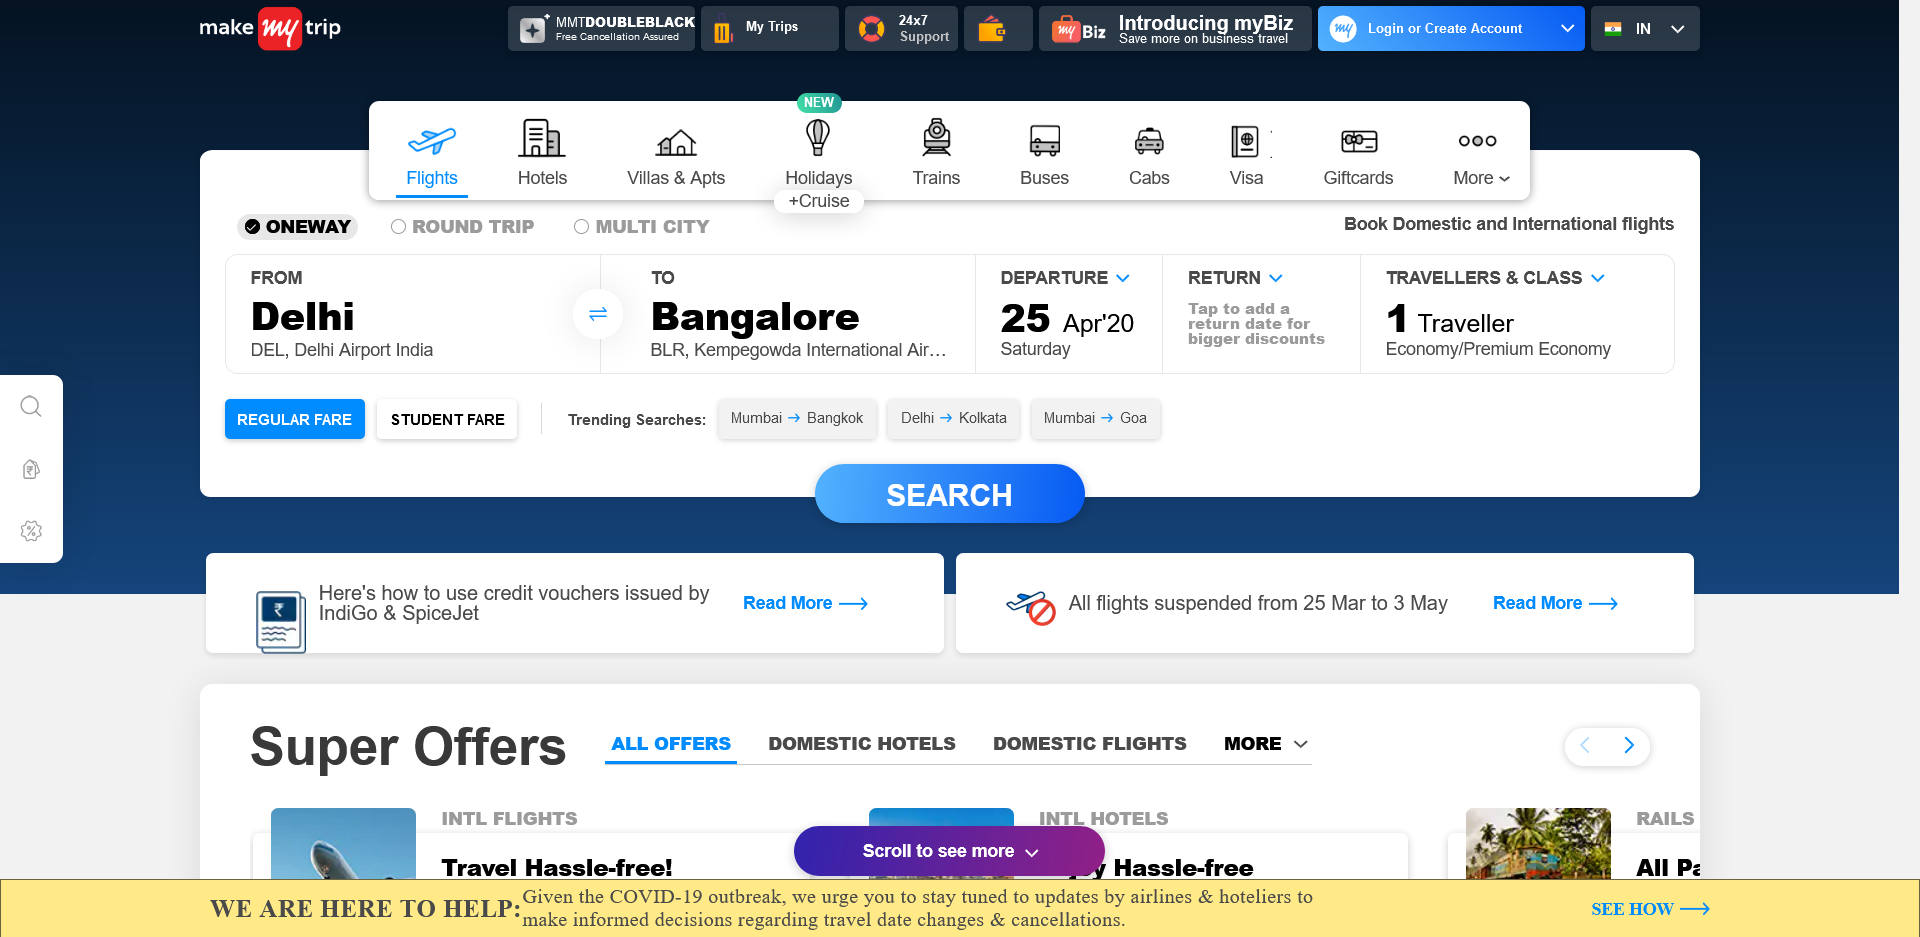 make my trip
MMTDOUBLEBLACK
Free Cancellation Assured
My Trips
24x7
Support
my Biz
Introducing myBiz
Save more on business travel
my
Login or Create Account
IN
NEW
Flights
Hotels
Villas & Apts
Holidays
+Cruise
Trains
Buses
Cabs
Visa
Giftcards
More
ONEWAY
ROUND TRIP
MULTI CITY
Book Domestic and International flights
FROM
Delhi
DEL, Delhi Airport India
TO
Bangalore
BLR, Kempegowda International Air...
DEPARTURE
25 Apr'20
Saturday
RETURN
Tap to add a
return date for
bigger discounts
TRAVELLERS & CLASS
1 Traveller
Economy/Premium Economy
REGULAR FARE
STUDENT FARE
Trending Searches:
Mumbai → Bangkok
Delhi → Kolkata
Mumbai → Goa
SEARCH
Here's how to use credit vouchers issued by
IndiGo & SpiceJet
Read More
All flights suspended from 25 Mar to 3 May
Read More
Super Offers
ALL OFFERS
DOMESTIC HOTELS
DOMESTIC FLIGHTS
MORE
INTL FLIGHTS
Travel Hassle-free!
INTL HOTELS
Hassle-free
RAILS
All Pa
Scroll to see more
WE ARE HERE TO HELP:
Given the COVID-19 outbreak, we urge you to stay tuned to updates by airlines & hoteliers to
make informed decisions regarding travel date changes & cancellations.
SEE HOW